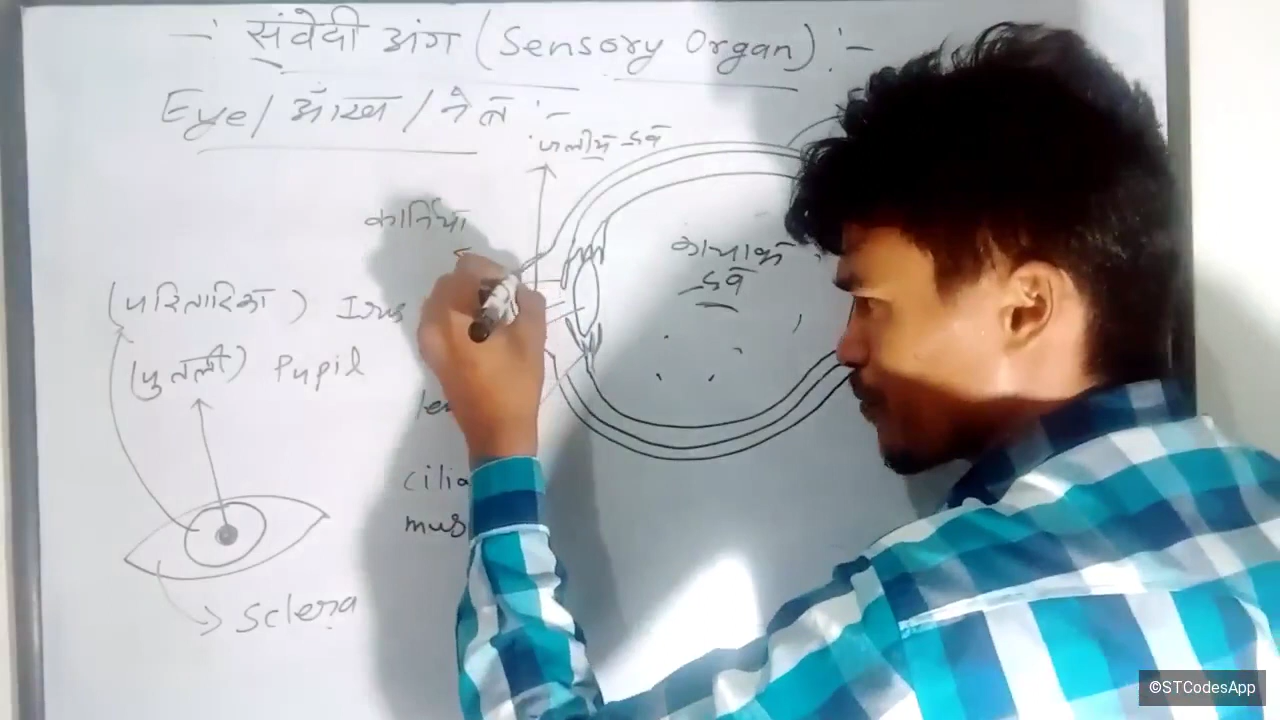 -: संवेदी अंग (Sensory Organ) :-
Eye / आँख / नेत्र :-
जलीय द्रव
कार्निया
काचाभ द्रव
(परितारिका) Iris
(पुतली) Pupil
Sclera
©STCodesApp